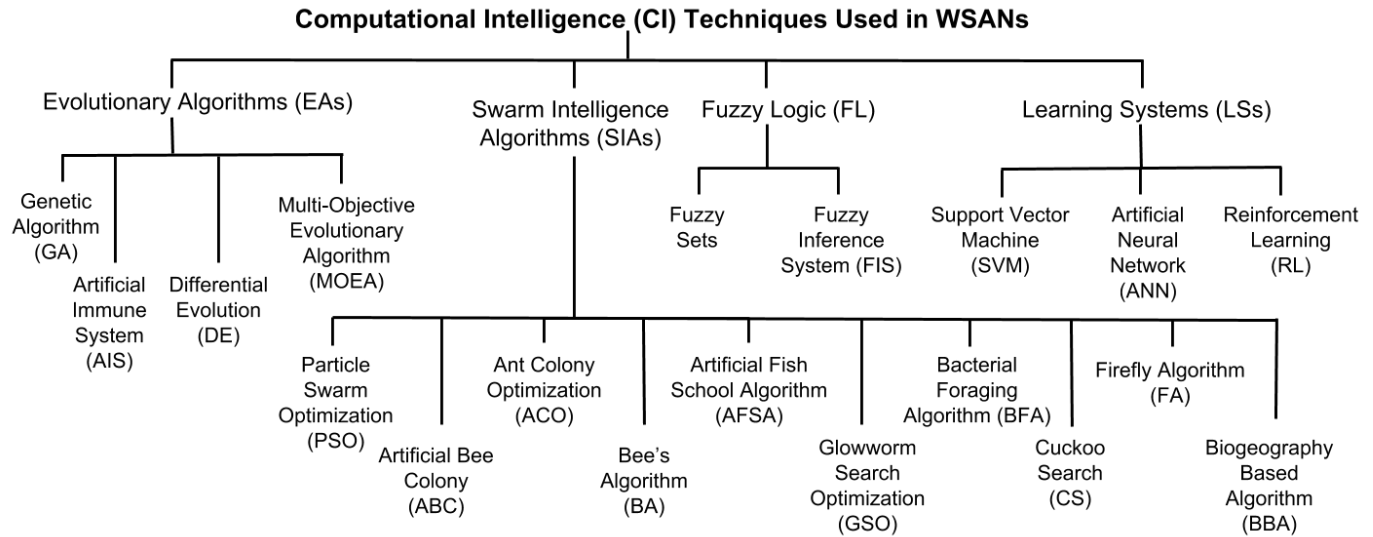 Computational Intelligence (CI) Techniques Used in WSANs
Evolutionary Algorithms (EAs)
Swarm Intelligence
Algorithms (SIAs)
Fuzzy Logic (FL)
Learning Systems (LSs)
Genetic
Algorithm
(GA)
Artificial
Immune
System
(AIS)
Differential
Evolution
(DE)
Multi-Objective
Evolutionary
Algorithm
(MOEA)
Fuzzy
Sets
Fuzzy
Inference
System (FIS)
Support Vector
Machine
(SVM)
Artificial
Neural
Network
(ANN)
Reinforcement
Learning
(RL)
Particle
Swarm
Optimization
(PSO)
Artificial Bee
Colony
(ABC)
Ant Colony
Optimization
(ACO)
Bee's
Algorithm
(BA)
Artificial Fish
School Algorithm
(AFSA)
Glowworm
Search
Optimization
(GSO)
Bacterial
Foraging
Algorithm (BFA)
Cuckoo
Search
(CS)
Firefly Algorithm
(FA)
Biogeography
Based
Algorithm
(BBA)